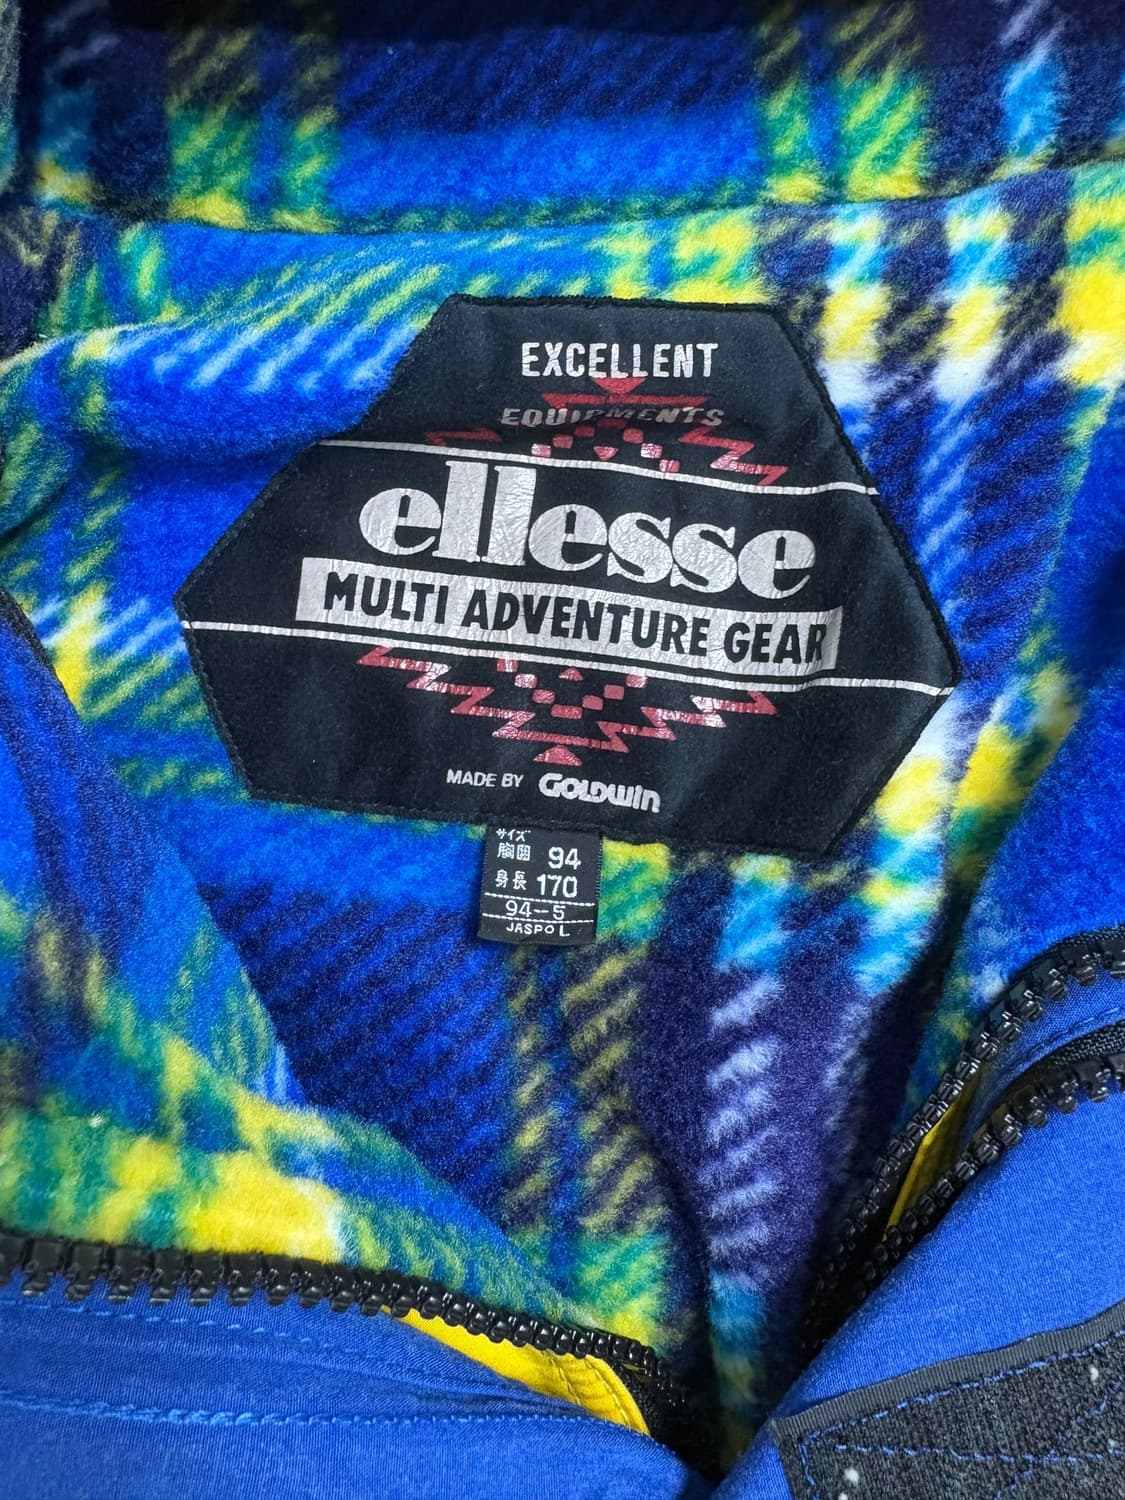 EXCELLENT
EQUIPMENTS
ellesse
MULTI ADVENTURE GEAR
MADE BY GOLDWIN
サイズ
胸囲 94
身長 170
94-5
JASPO L